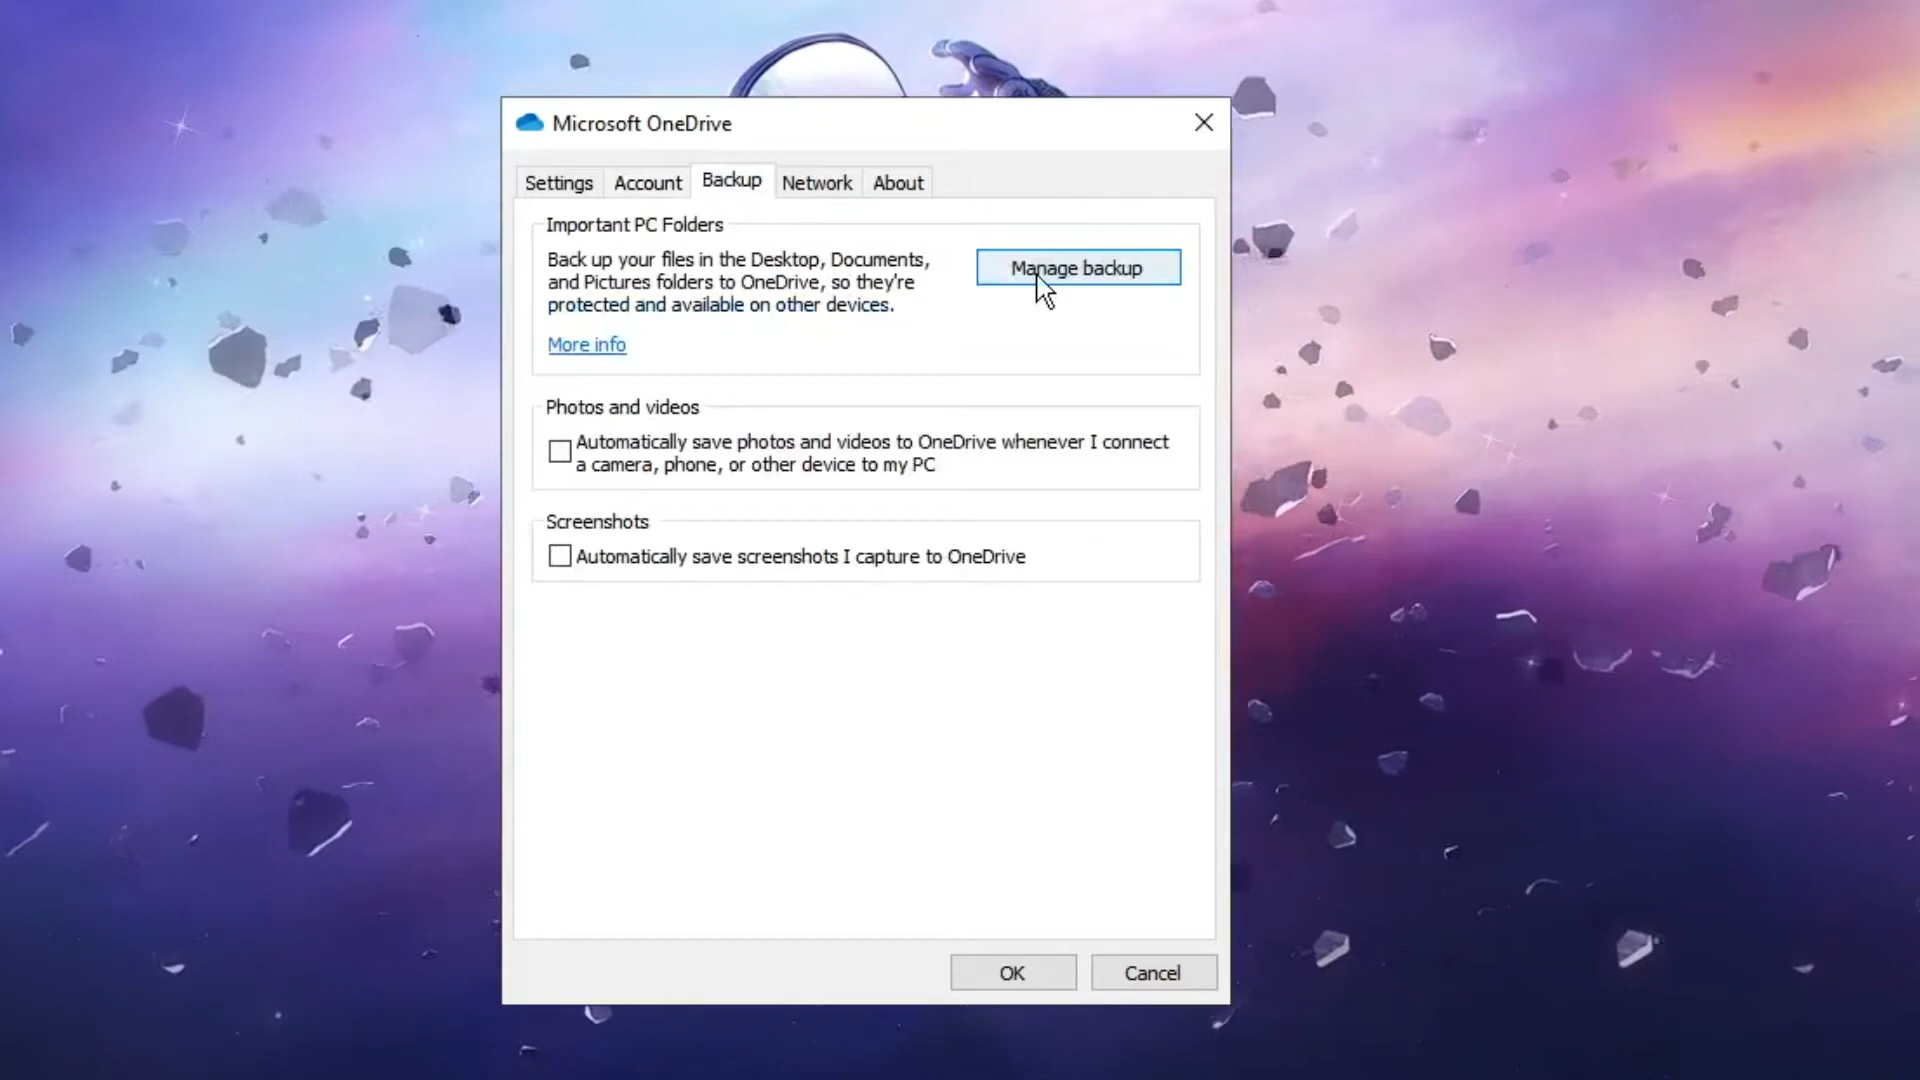 Microsoft OneDrive
Settings
Account
Backup
Network
About
Important PC Folders
Back up your files in the Desktop, Documents,
and Pictures folders to OneDrive, so they're
protected and available on other devices.
Manage backup
More info
Photos and videos
Automatically save photos and videos to OneDrive whenever I connect
a camera, phone, or other device to my PC
Screenshots
Automatically save screenshots I capture to OneDrive
OK
Cancel